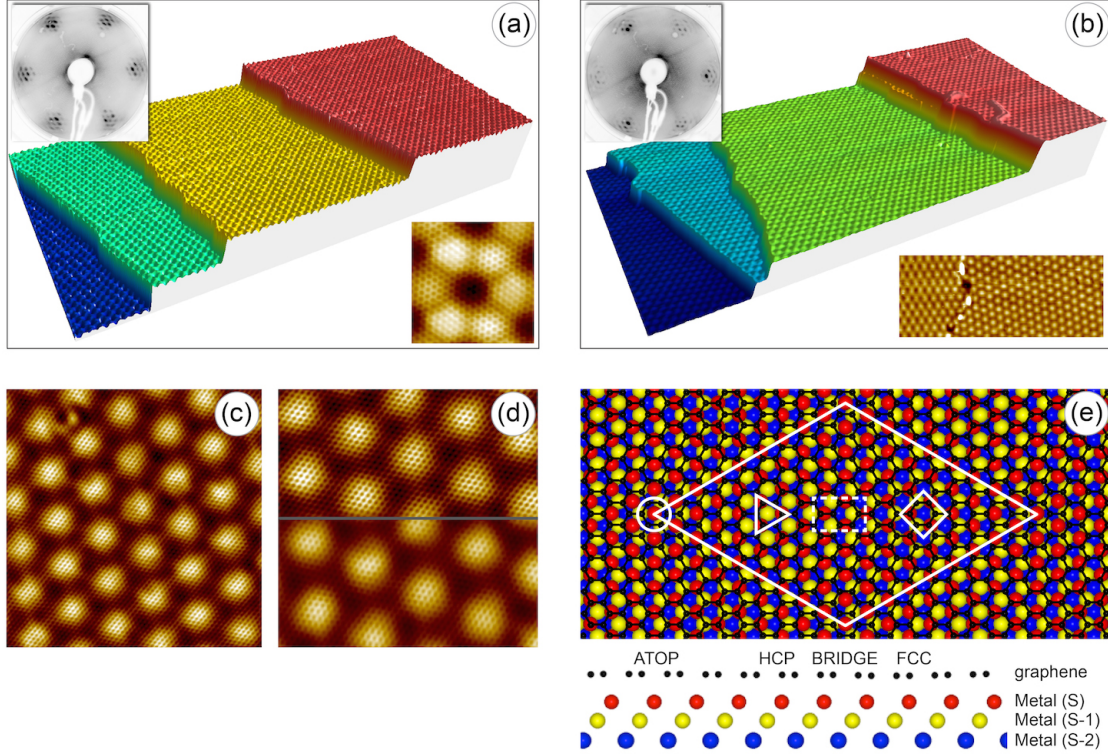 (a)
(b)
(c)
(d)
(e)
ATOP HCP BRIDGE FCC
graphene
Metal (S)
Metal (S-1)
Metal (S-2)